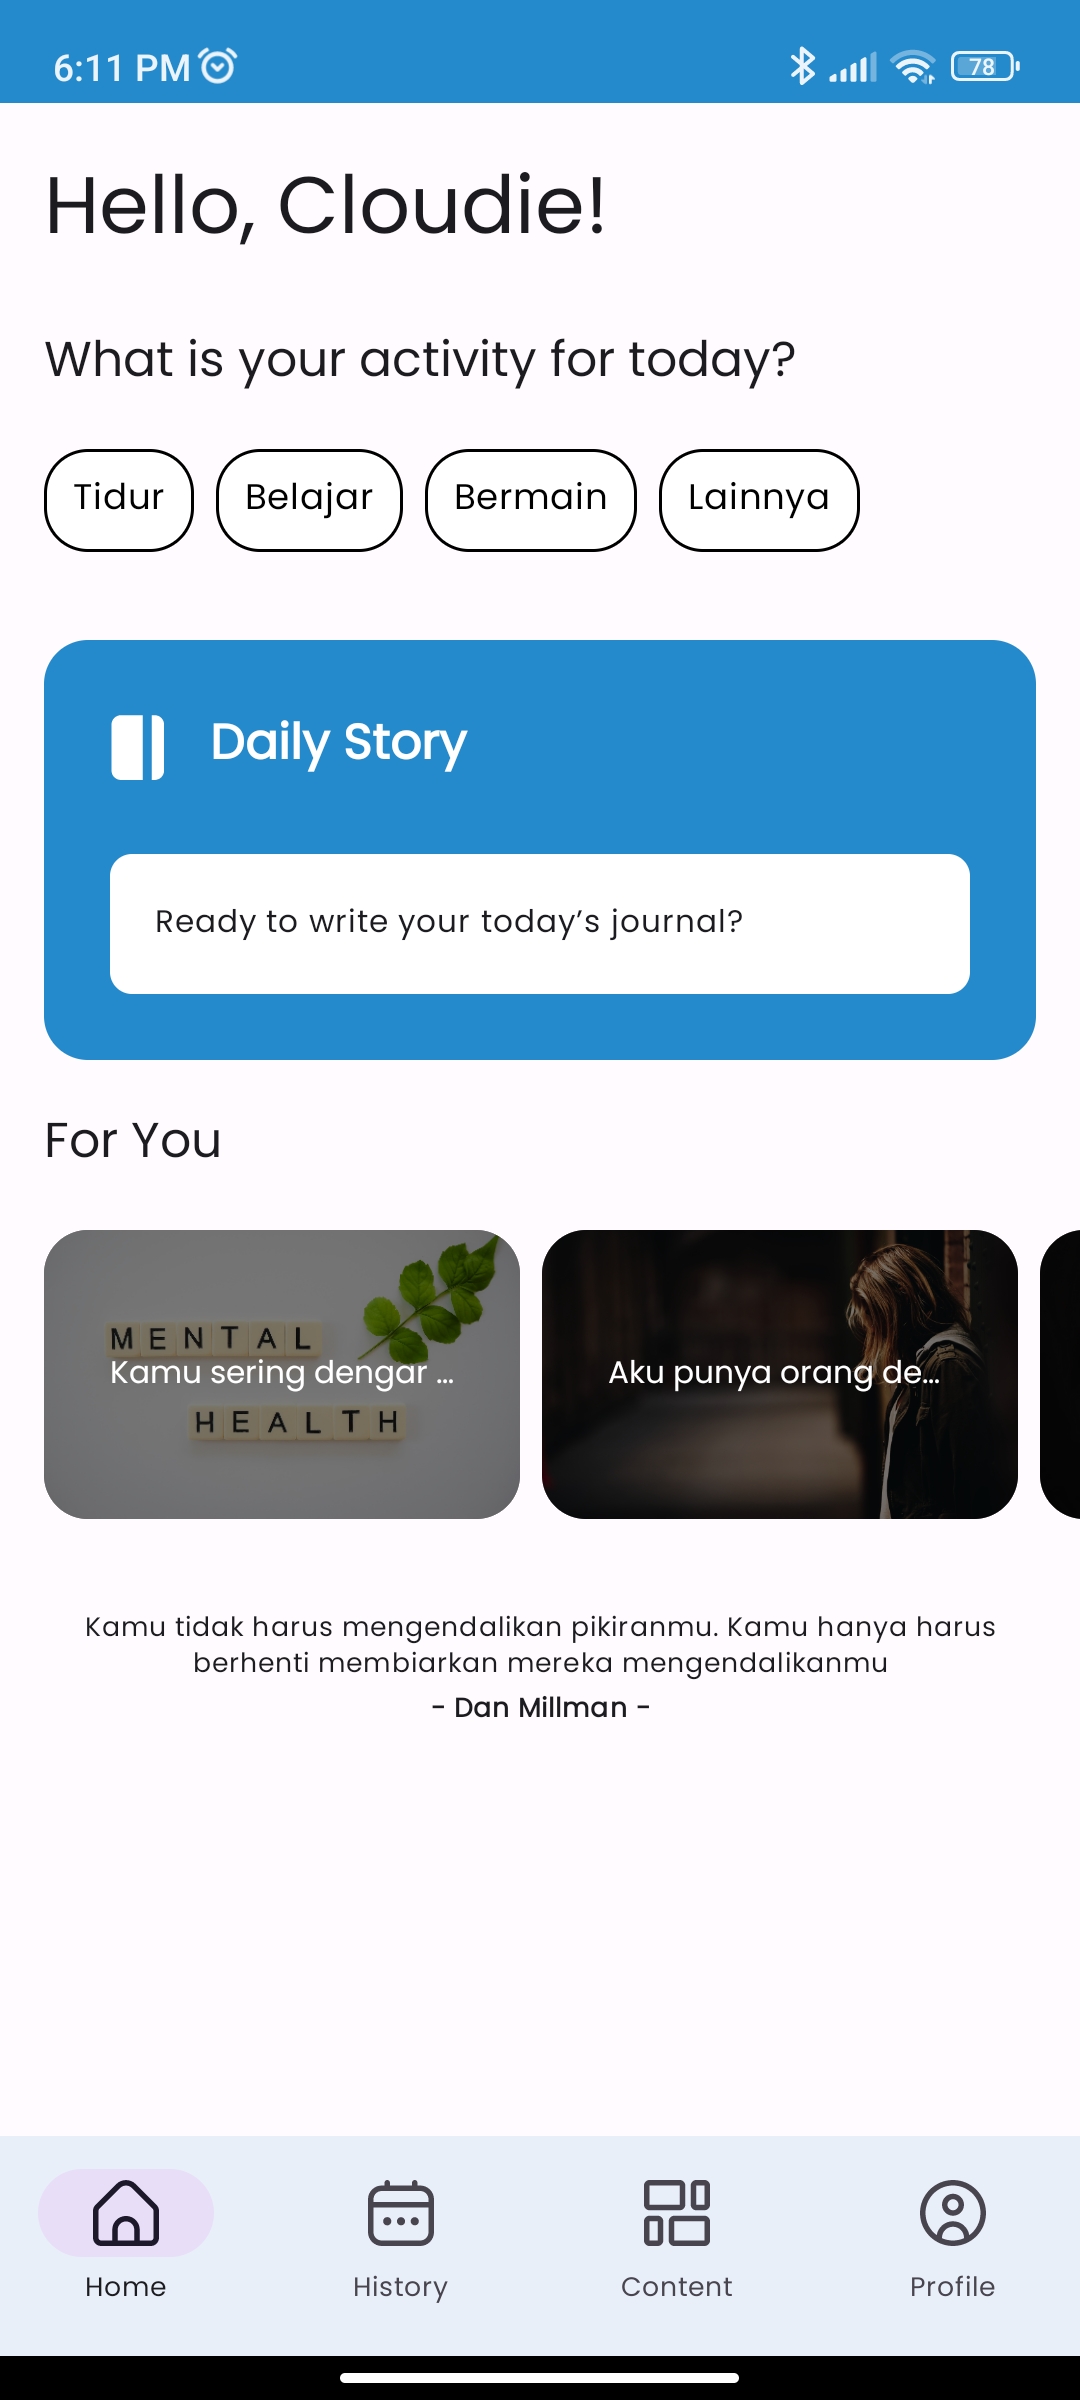 6:11 PM
78
Hello, Cloudie!
What is your activity for today?
Tidur Belajar Bermain Lainnya
Daily Story
Ready to write your today’s journal?
For You
MENTAL
Kamu sering dengar ...
HEALTH
Aku punya orang de...
Kamu tidak harus mengendalikan pikiranmu. Kamu hanya harus
berhenti membiarkan mereka mengendalikanmu
- Dan Millman -
Home History Content Profile